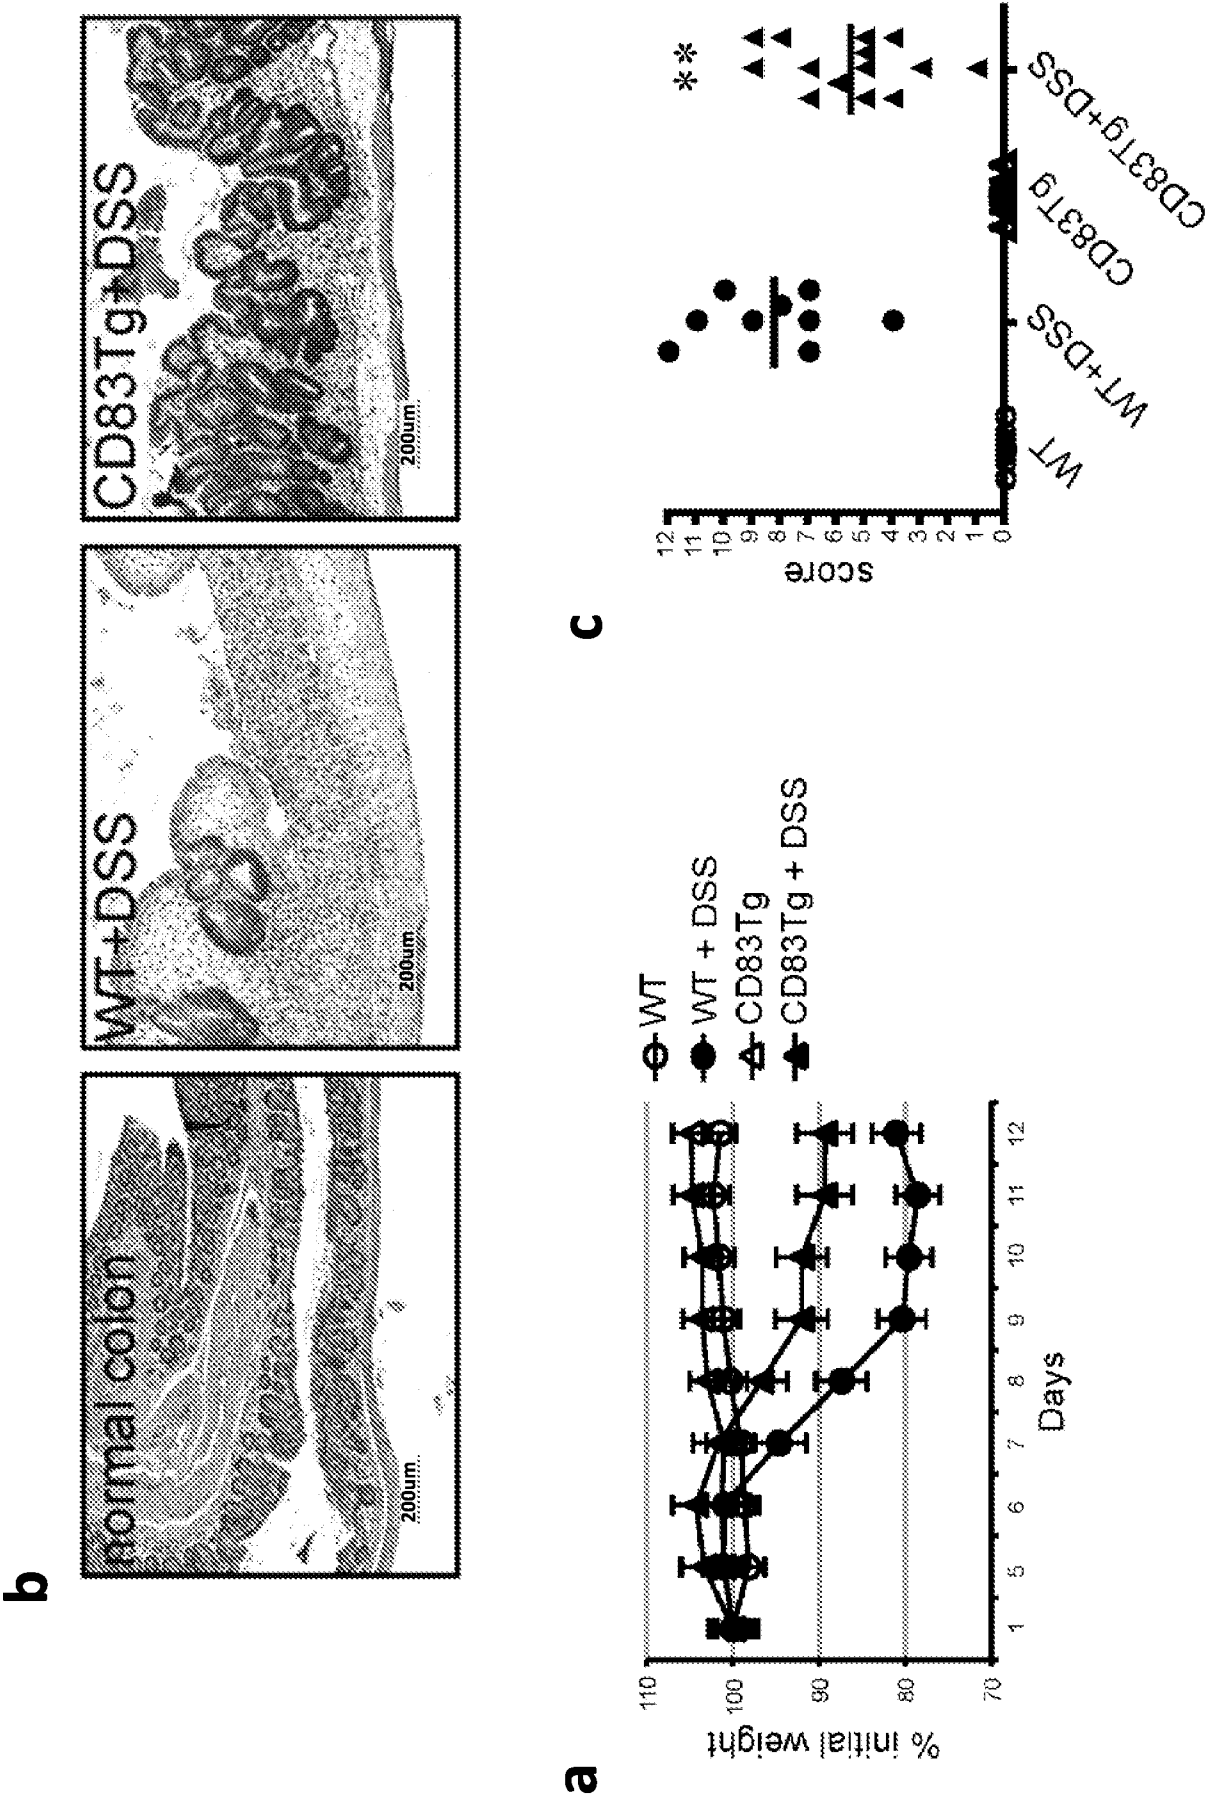 b
normal colon
200um
WT+DSS
200um
CD83Tg+DSS
200um
a
% initial weight
110
100
90
80
70
1
5
6
7
8
9
10
11
12
Days
WT
WT + DSS
CD83Tg
CD83Tg + DSS
c
score
12
11
10
9
8
7
6
5
4
3
2
1
0
**
WT
WT+DSS
CD83Tg
CD83Tg+DSS